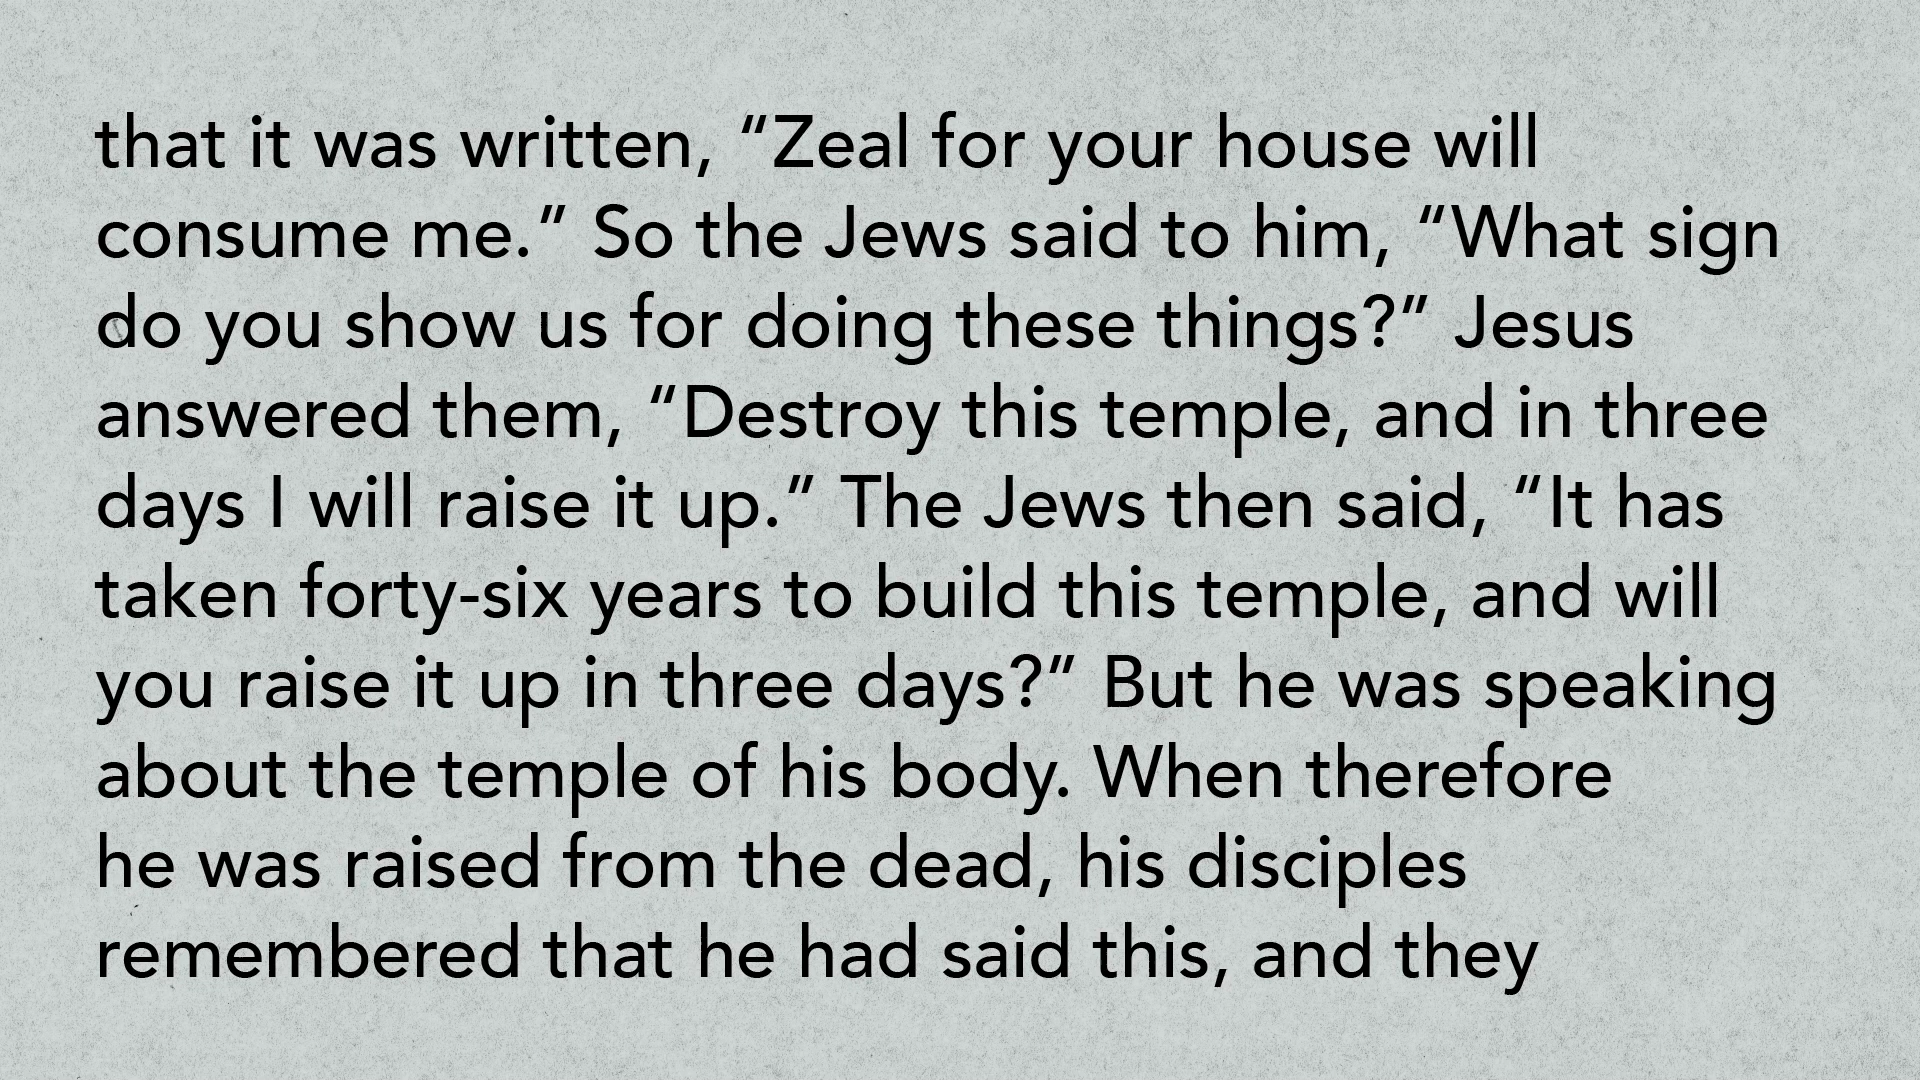 that it was written, “Zeal for your house will
consume me.” So the Jews said to him, “What sign
do you show us for doing these things?” Jesus
answered them, “Destroy this temple, and in three
days I will raise it up.” The Jews then said, “It has
taken forty-six years to build this temple, and will
you raise it up in three days?” But he was speaking
about the temple of his body. When therefore
he was raised from the dead, his disciples
remembered that he had said this, and they